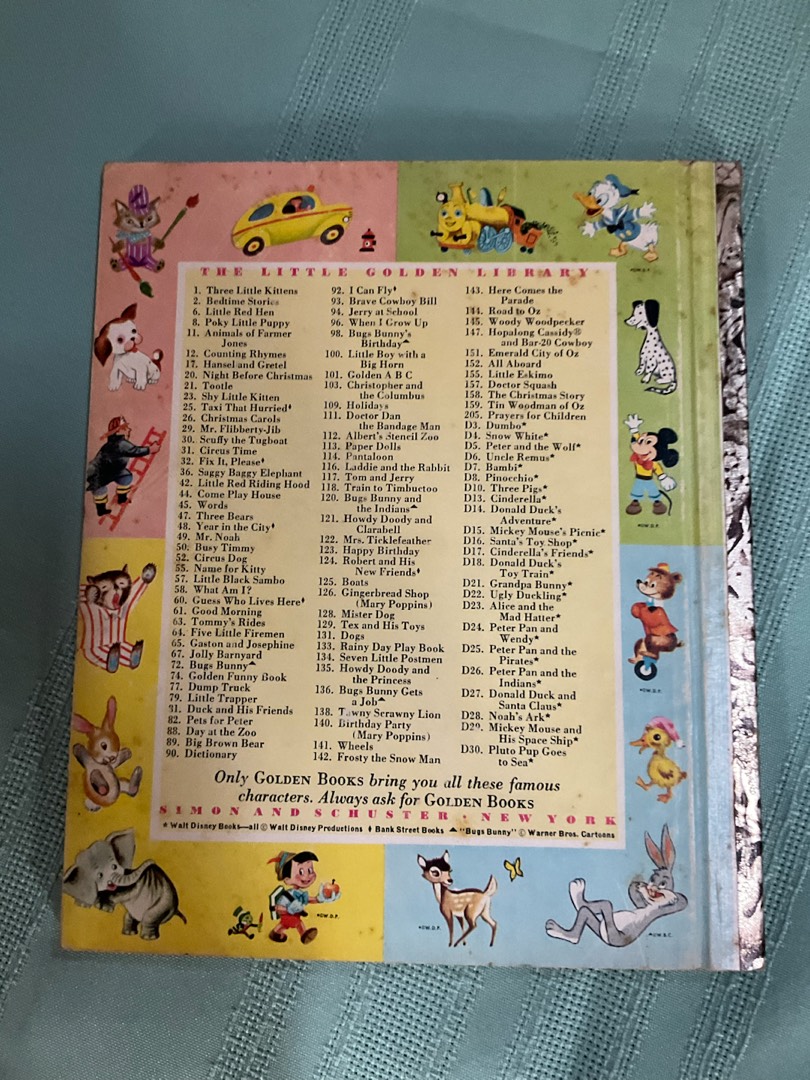 THE LITTLE GOLDEN LIBRARY
1. Three Little Kittens
2. Bedtime Stories
6. Little Red Hen
8. Poky Little Puppy
11. Animals of Farmer
Jones
12. Counting Rhymes
17. Hansel and Gretel
20. Night Before Christmas
21. Tootle
23. Shy Little Kitten
25. Taxi That Hurried♦
26. Christmas Carols
29. Mr. Flibberty-Jib
30. Scuffy the Tugboat
31. Circus Time
32. Fix It, Please♦
36. Saggy Baggy Elephant
42. Little Red Riding Hood
44. Come Play House
45. Words
47. Three Bears
48. Year in the City♦
49. Mr. Noah
50. Busy Timmy
52. Circus Dog
55. Name for Kitty
57. Little Black Sambo
58. What Am I?
60. Guess Who Lives Here♦
61. Good Morning
63. Tommy's Rides
64. Five Little Firemen
65. Gaston and Josephine
67. Jolly Barnyard
72. Bugs Bunny▲
74. Golden Funny Book
77. Dump Truck
79. Little Trapper
81. Duck and His Friends
82. Pets for Peter
88. Day at the Zoo
89. Big Brown Bear
90. Dictionary
92. I Can Fly♦
93. Brave Cowboy Bill
94. Jerry at School
96. When I Grow Up
98. Bugs Bunny's
Birthday▲
100. Little Boy with a
Big Horn
101. Golden A B C
103. Christopher and
the Columbus
109. Holidays
111. Doctor Dan
the Bandage Man
112. Albert's Stencil Zoo
113. Paper Dolls
114. Pantaloon
116. Laddie and the Rabbit
117. Tom and Jerry
118. Train to Timbuctoo
120. Bugs Bunny and
the Indians▲
121. Howdy Doody and
Clarabell
122. Mrs. Ticklefeather
123. Happy Birthday
124. Robert and His
New Friends♦
125. Boats
126. Gingerbread Shop
(Mary Poppins)
128. Mister Dog
129. Tex and His Toys
131. Dogs
133. Rainy Day Play Book
134. Seven Little Postmen
135. Howdy Doody and
the Princess
136. Bugs Bunny Gets
a Job▲
138. Tawny Scrawny Lion
140. Birthday Party
(Mary Poppins)
141. Wheels
142. Frosty the Snow Man
143. Here Comes the
Parade
144. Road to Oz
145. Woody Woodpecker
147. Hopalong Cassidy®
and Bar-20 Cowboy
151. Emerald City of Oz
152. All Aboard
155. Little Eskimo
157. Doctor Squash
158. The Christmas Story
159. Tin Woodman of Oz
205. Prayers for Children
D3. Dumbo*
D4. Snow White*
D5. Peter and the Wolf*
D6. Uncle Remus*
D7. Bambi*
D8. Pinocchio*
D10. Three Pigs*
D13. Cinderella*
D14. Donald Duck's
Adventure*
D15. Mickey Mouse's Picnic*
D16. Santa's Toy Shop*
D17. Cinderella's Friends*
D18. Donald Duck's
Toy Train*
D21. Grandpa Bunny*
D22. Ugly Duckling*
D23. Alice and the
Mad Hatter*
D24. Peter Pan and
Wendy*
D25. Peter Pan and the
Pirates*
D26. Peter Pan and the
Indians*
D27. Donald Duck and
Santa Claus*
D28. Noah's Ark*
D29. Mickey Mouse and
His Space Ship*
D30. Pluto Pup Goes
to Sea*
Only GOLDEN BOOKS bring you all these famous
characters. Always ask for GOLDEN BOOKS
SIMON AND SCHUSTER · NEW YORK
* Walt Disney Books—all © Walt Disney Productions ♦ Bank Street Books ▲ "Bugs Bunny" © Warner Bros. Cartoons
©W.D.P.
©W.D.P.
©W.D.P.
©W.D.P.
©W.D.P.
©W.B.C.